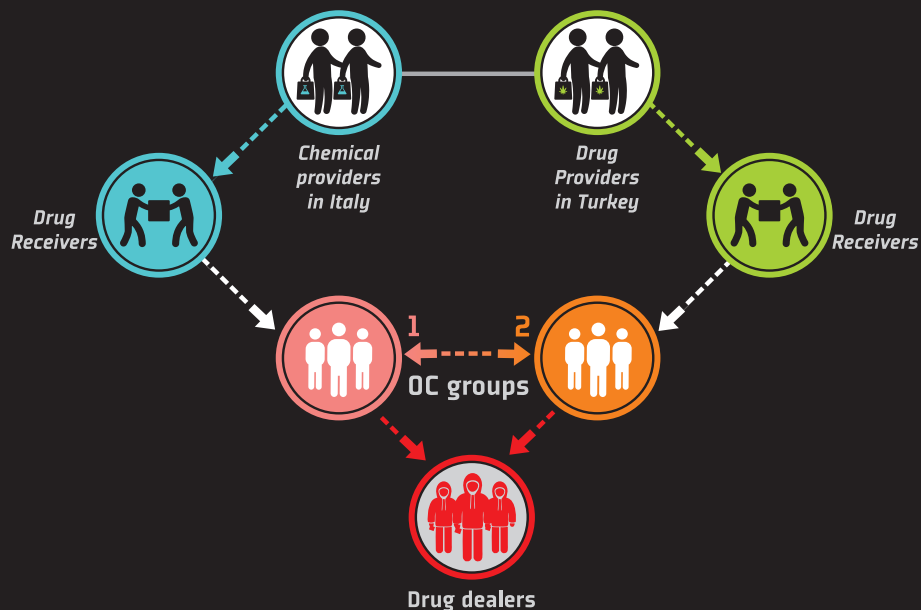 Chemical
providers
in Italy
Drug
Providers
in Turkey
Drug
Receivers
Drug
Receivers
1
2
OC groups
Drug dealers